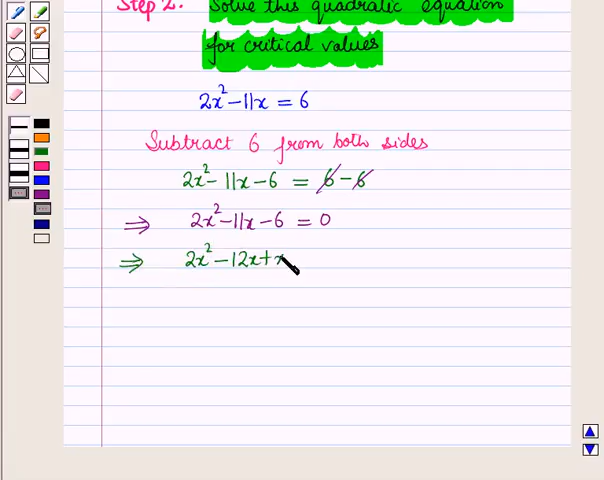 Step 2. Solve this quadratic equation
for critical values
2x² - 11x = 6
Subtract 6 from both sides
2x² - 11x - 6 = 6 - 6
⇒ 2x² - 11x - 6 = 0
⇒ 2x² - 12x + x